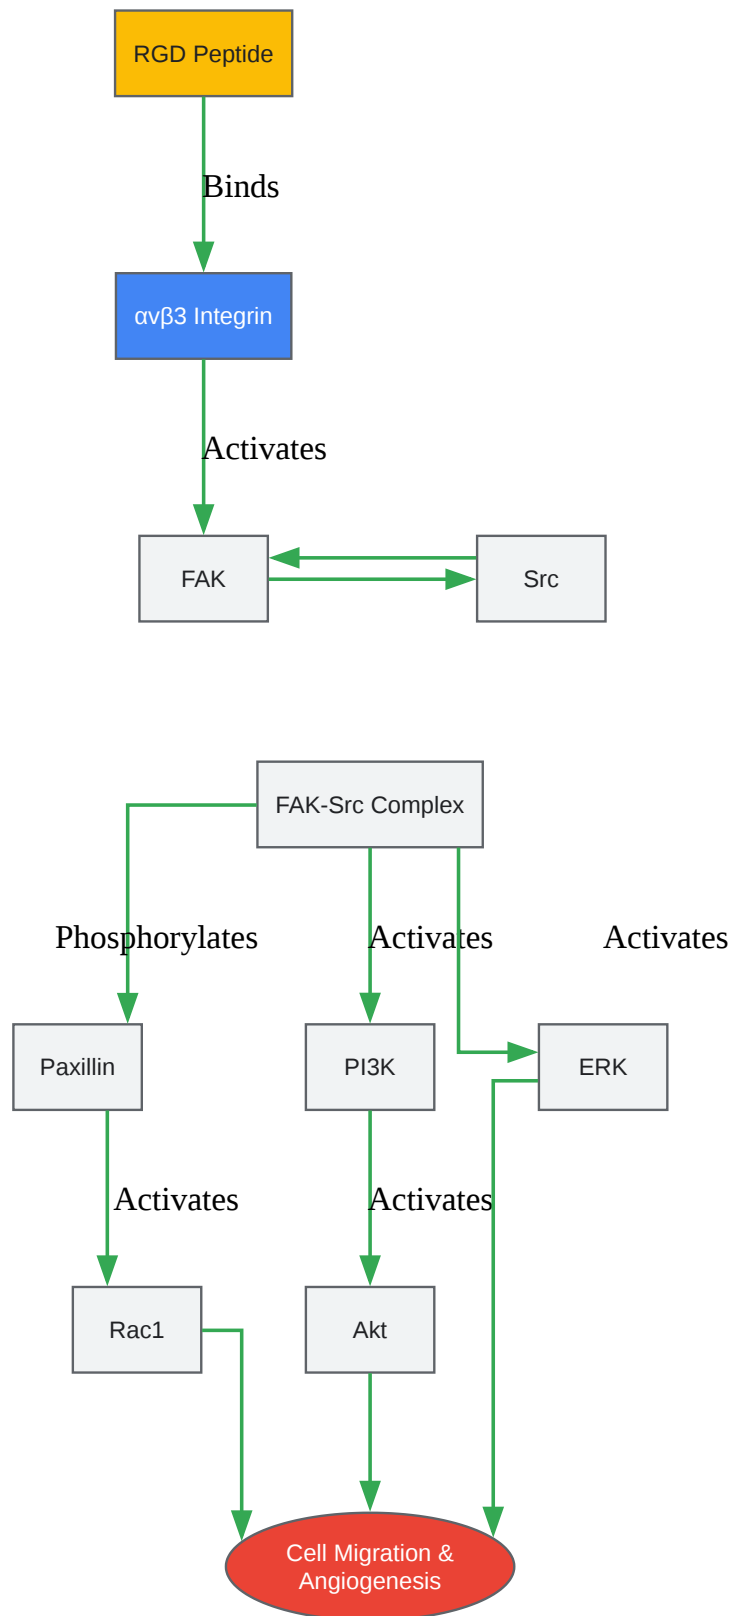 RGD Peptide
Binds
αvβ3 Integrin
Activates
FAK
Src
FAK-Src Complex
Phosphorylates
Activates
Activates
Paxillin
PI3K
ERK
Activates
Activates
Rac1
Akt
Cell Migration &
Angiogenesis